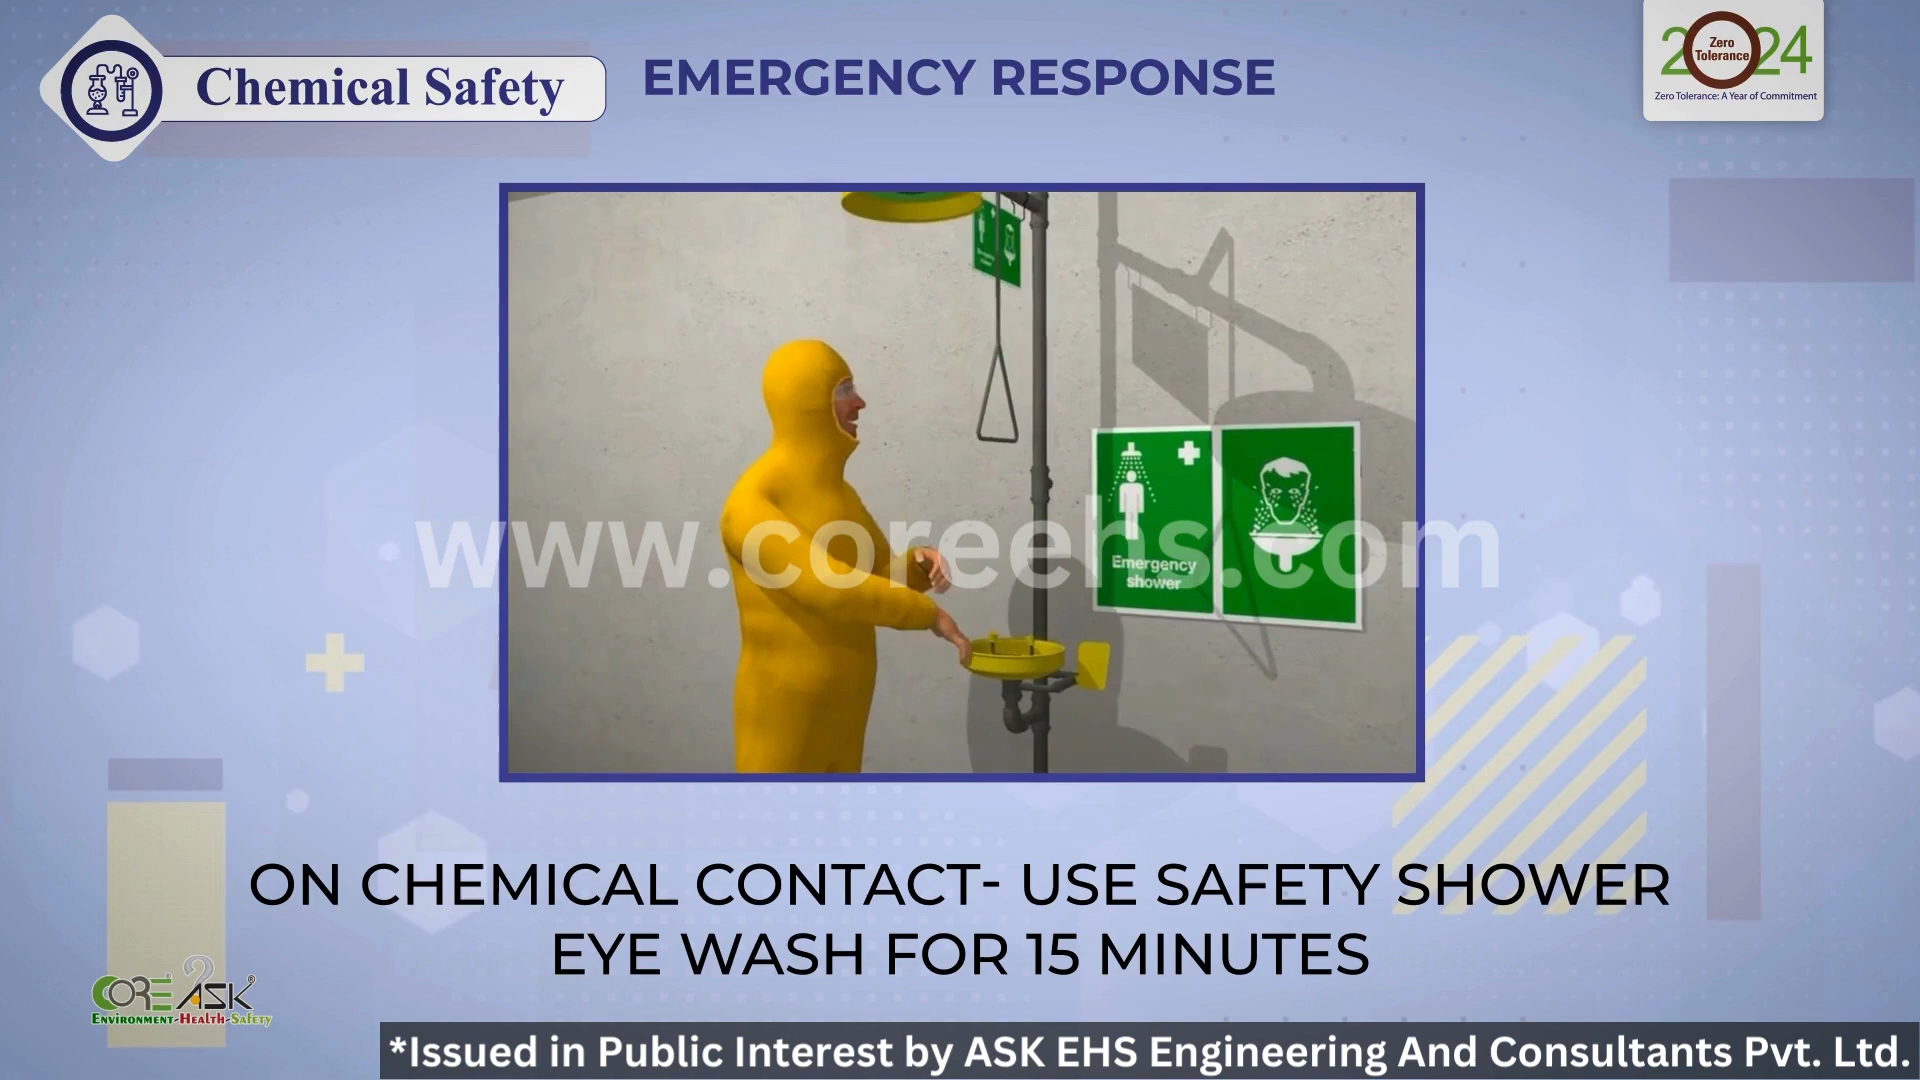 Chemical Safety
EMERGENCY RESPONSE
2024
Zero
Tolerance
Zero Tolerance: A Year of Commitment
Emergency
shower
www.coreehs.com
ON CHEMICAL CONTACT- USE SAFETY SHOWER
EYE WASH FOR 15 MINUTES
CORE ASK®
ENVIRONMENT-HEALTH-SAFETY
*Issued in Public Interest by ASK EHS Engineering And Consultants Pvt. Ltd.